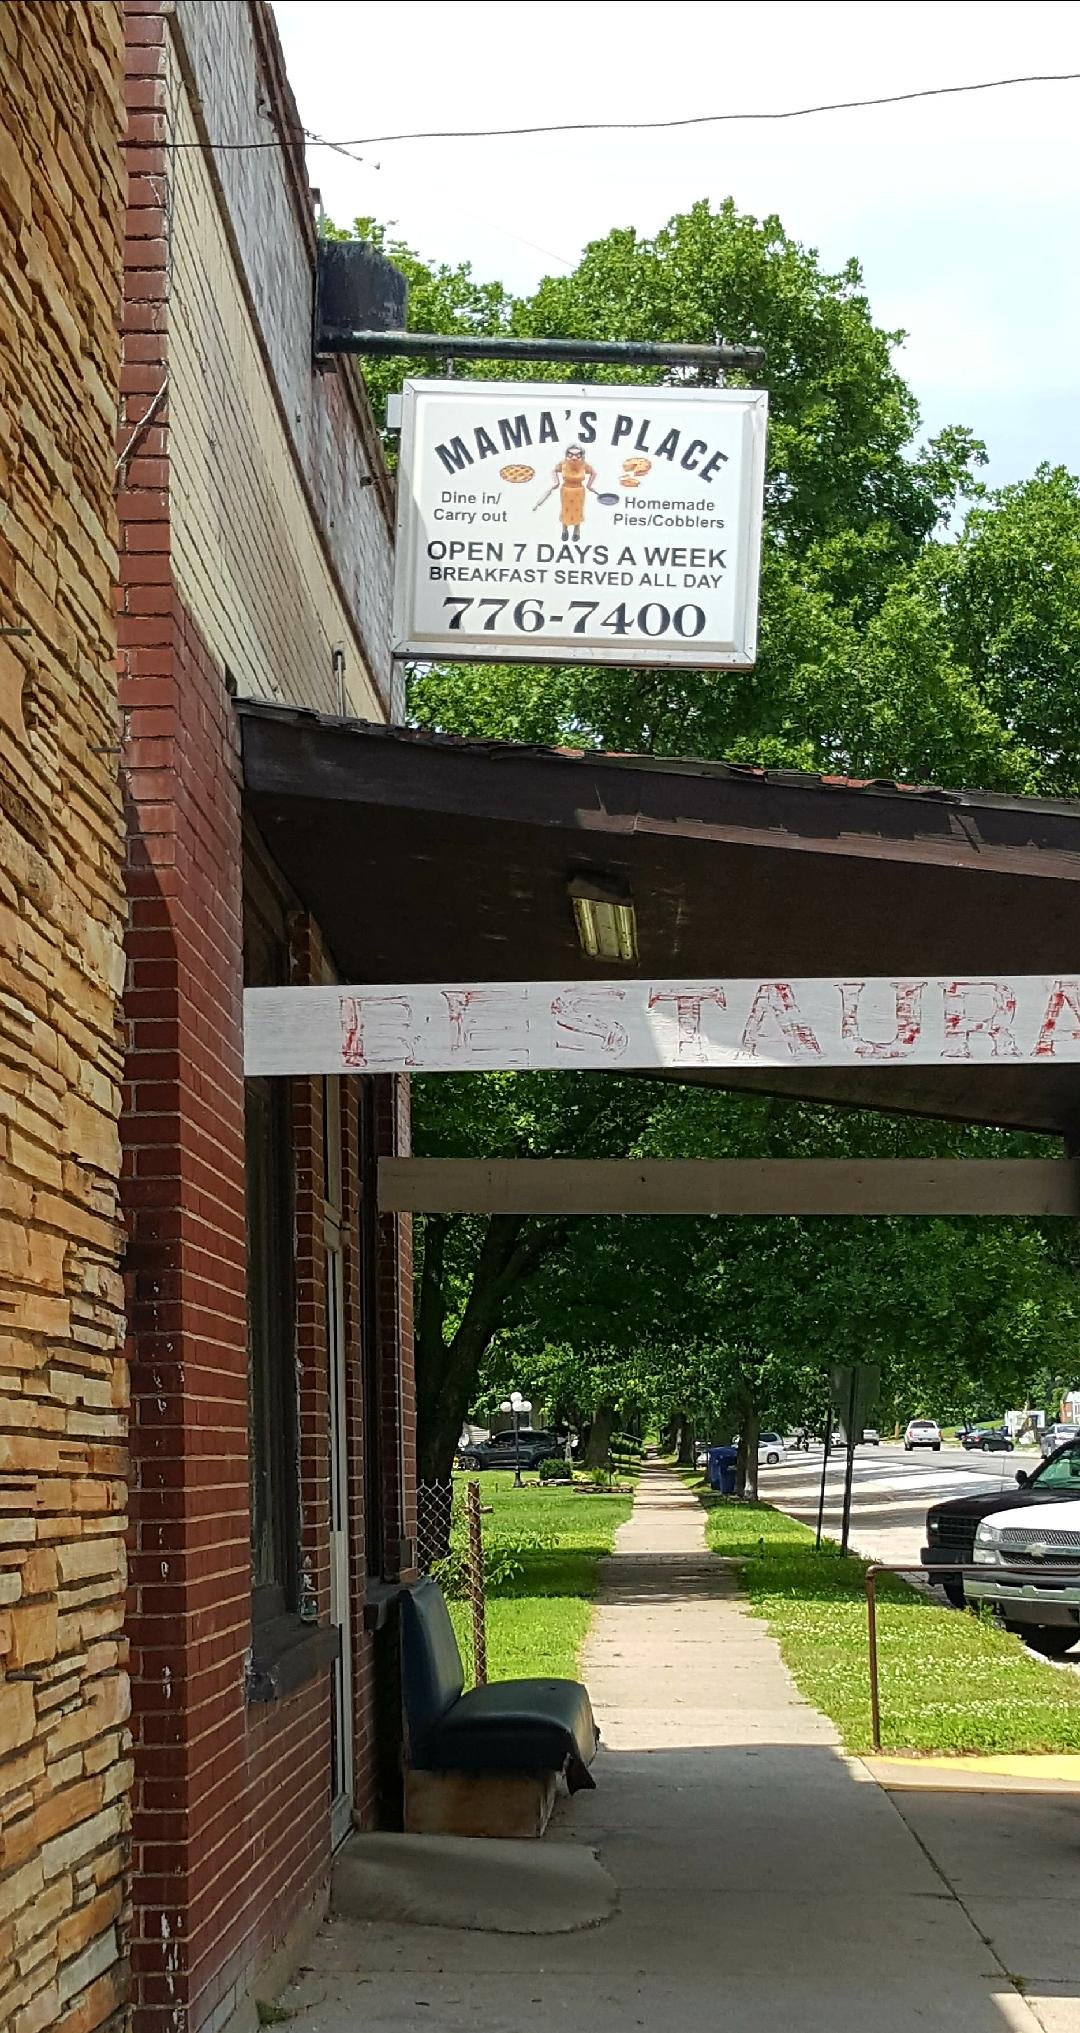 MAMA'S PLACE
Dine in/
Carry out
Homemade
Pies/Cobblers
OPEN 7 DAYS A WEEK
BREAKFAST SERVED ALL DAY
776-7400
RESTAURA